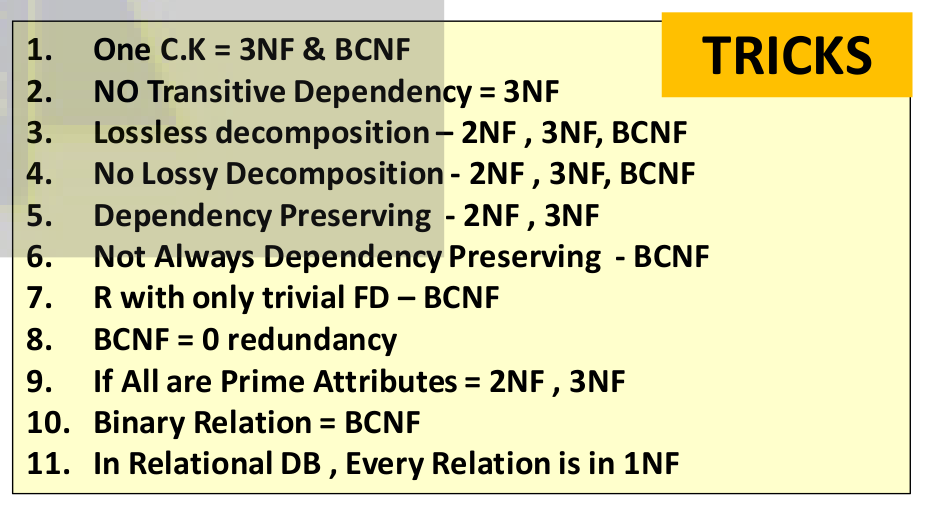 TRICKS
1. One C.K = 3NF & BCNF
2. NO Transitive Dependency = 3NF
3. Lossless decomposition – 2NF , 3NF, BCNF
4. No Lossy Decomposition - 2NF , 3NF, BCNF
5. Dependency Preserving - 2NF , 3NF
6. Not Always Dependency Preserving - BCNF
7. R with only trivial FD – BCNF
8. BCNF = 0 redundancy
9. If All are Prime Attributes = 2NF , 3NF
10. Binary Relation = BCNF
11. In Relational DB , Every Relation is in 1NF